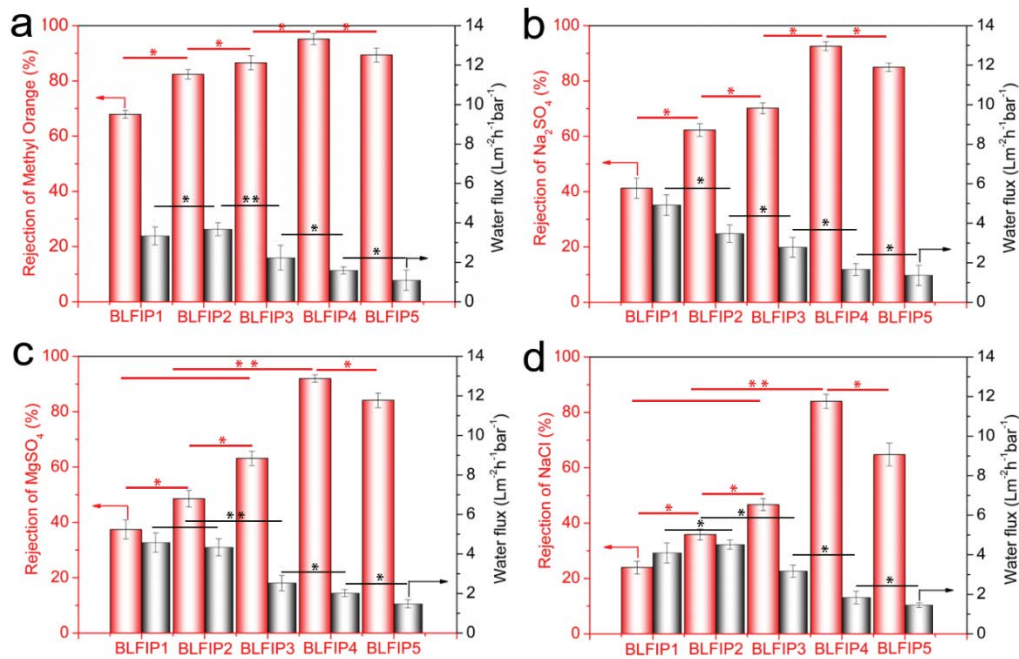 a
Rejection of Methyl Orange (%)
100
80
60
40
20
0
14
12
10
8
6
4
2
0
Water flux (Lm⁻²h⁻¹bar⁻¹)
* * * *
* ** * *
BLFIP1 BLFIP2 BLFIP3 BLFIP4 BLFIP5
b
Rejection of Na₂SO₄ (%)
100
80
60
40
20
0
14
12
10
8
6
4
2
0
Water flux (Lm⁻²h⁻¹bar⁻¹)
* * * *
* * * *
BLFIP1 BLFIP2 BLFIP3 BLFIP4 BLFIP5
c
Rejection of MgSO₄ (%)
100
80
60
40
20
0
14
12
10
8
6
4
2
0
Water flux (Lm⁻²h⁻¹bar⁻¹)
** *
* *
** * *
BLFIP1 BLFIP2 BLFIP3 BLFIP4 BLFIP5
d
Rejection of NaCl (%)
100
80
60
40
20
0
14
12
10
8
6
4
2
0
Water flux (Lm⁻²h⁻¹bar⁻¹)
** *
* *
* * * *
BLFIP1 BLFIP2 BLFIP3 BLFIP4 BLFIP5